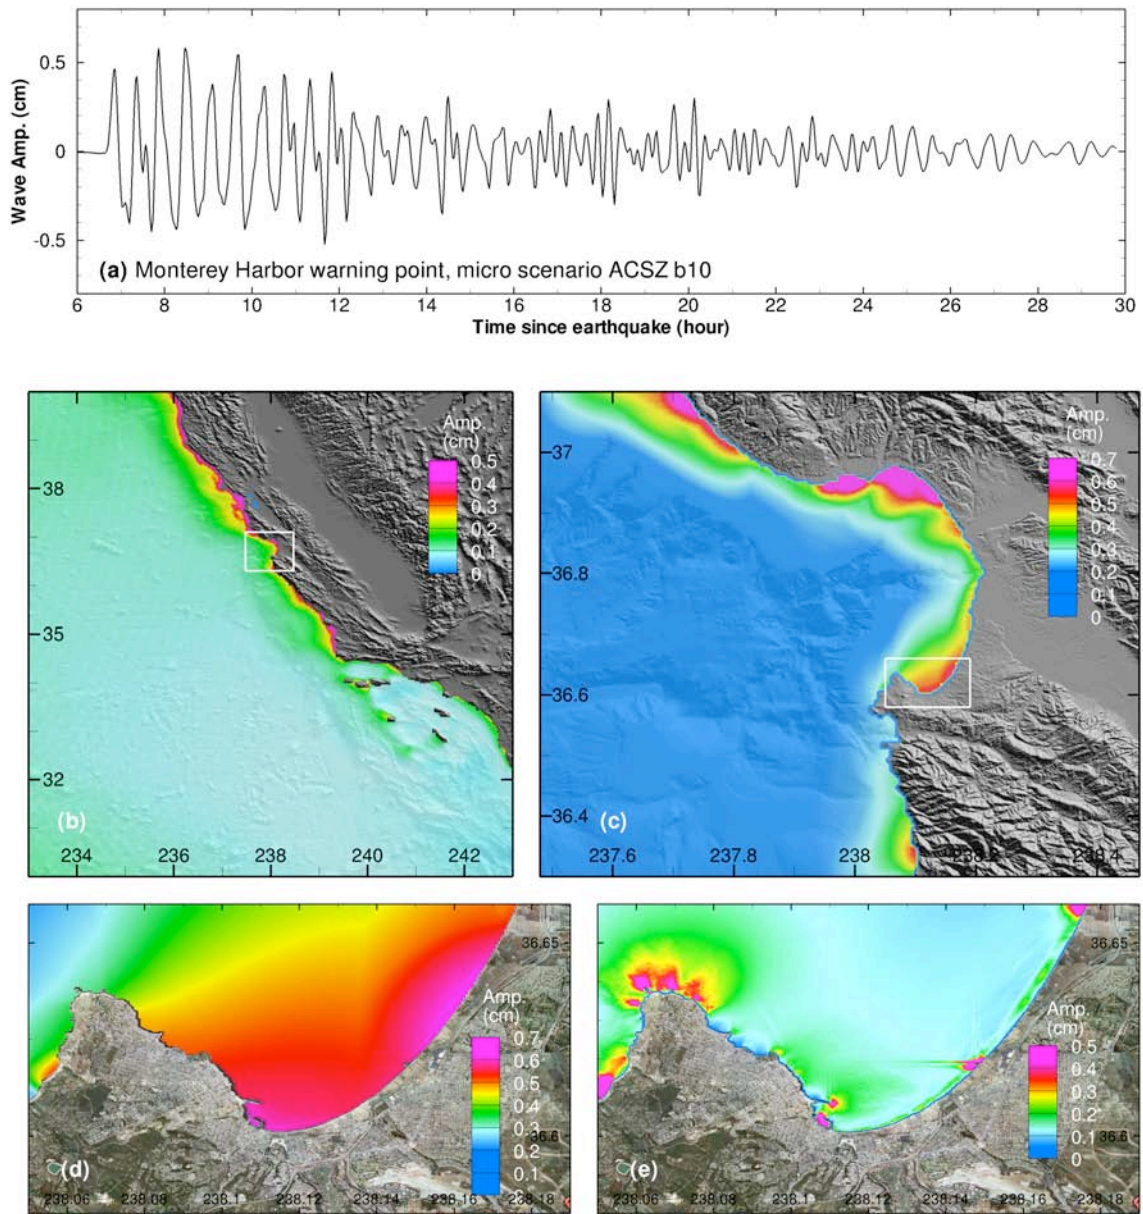 Wave Amp. (cm)
0.5
0
-0.5
(a) Monterey Harbor warning point, micro scenario ACSZ b10
6 8 10 12 14 16 18 20 22 24 26 28 30
Time since earthquake (hour)
Amp.
(cm)
0.5
0.4
0.3
0.2
0.1
0
38
35
32
(b)
234 236 238 240 242
Amp.
(cm)
0.7
0.6
0.5
0.4
0.3
0.2
0.1
0
37
36.8
36.6
36.4
(c)
237.6 237.8 238 238.2 238.4
36.65
Amp.
(cm)
0.7
0.6
0.5
0.4
0.3
0.2
0.1
36.6
(d)
238.06 238.08 238.1 238.12 238.14 238.16 238.18
36.65
Amp.
(cm)
0.5
0.4
0.3
0.2
0.1
0
36.6
(e)
238.06 238.08 238.1 238.12 238.14 238.16 238.18